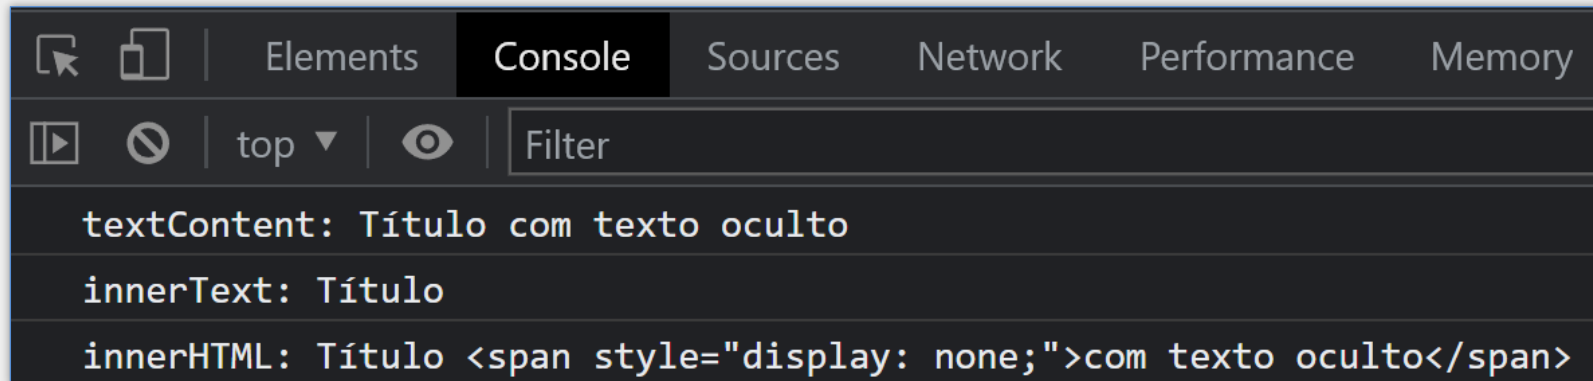 Elements Console Sources Network Performance Memory
top Filter
textContent: Título com texto oculto
innerText: Título
innerHTML: Título <span style="display: none;">com texto oculto</span>